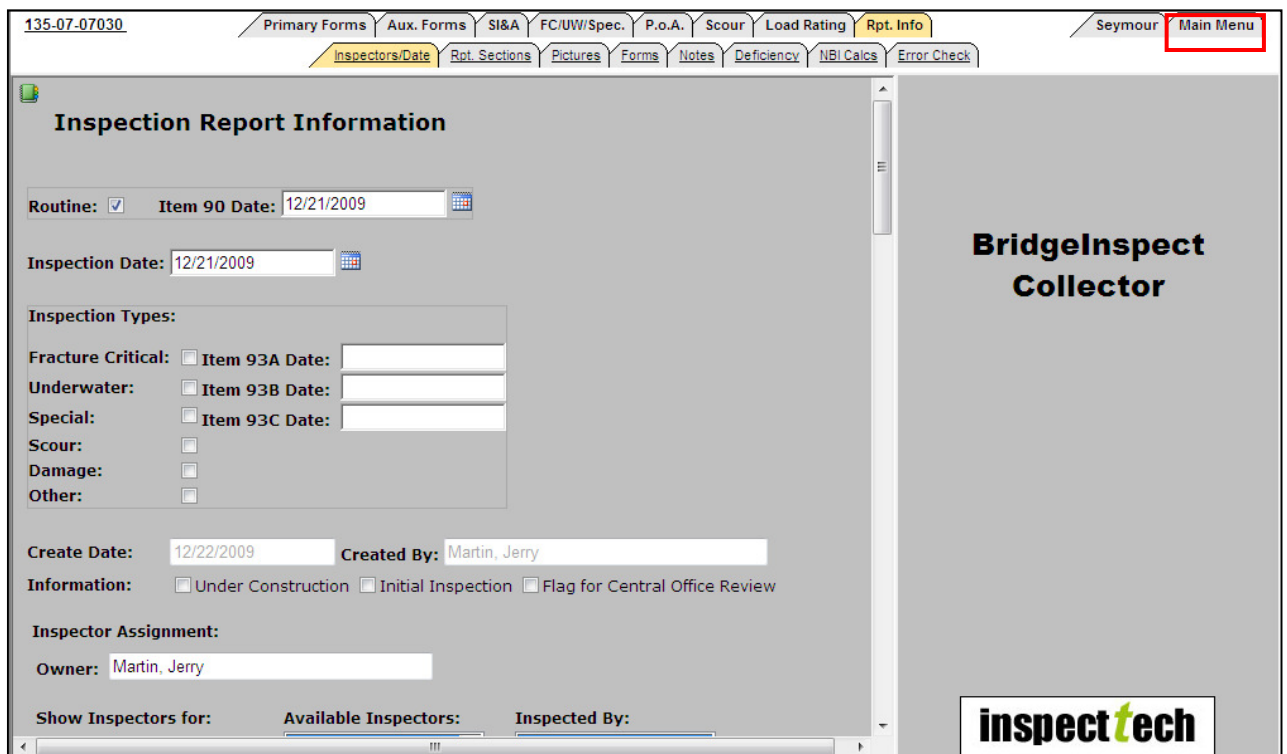 135-07-07030 Primary Forms Aux. Forms SI&A FC/UW/Spec. P.o.A. Scour Load Rating Rpt. Info Seymour Main Menu
Inspectors/Date Rpt. Sections Pictures Forms Notes Deficiency NBI Calcs Error Check
Inspection Report Information
Routine: Item 90 Date: 12/21/2009
Inspection Date: 12/21/2009
Inspection Types:
Fracture Critical: Item 93A Date:
Underwater: Item 93B Date:
Special: Item 93C Date:
Scour:
Damage:
Other:
Create Date: 12/22/2009 Created By: Martin, Jerry
Information: Under Construction Initial Inspection Flag for Central Office Review
Inspector Assignment:
Owner: Martin, Jerry
Show Inspectors for: Available Inspectors: Inspected By:
BridgeInspect
Collector
inspecttech